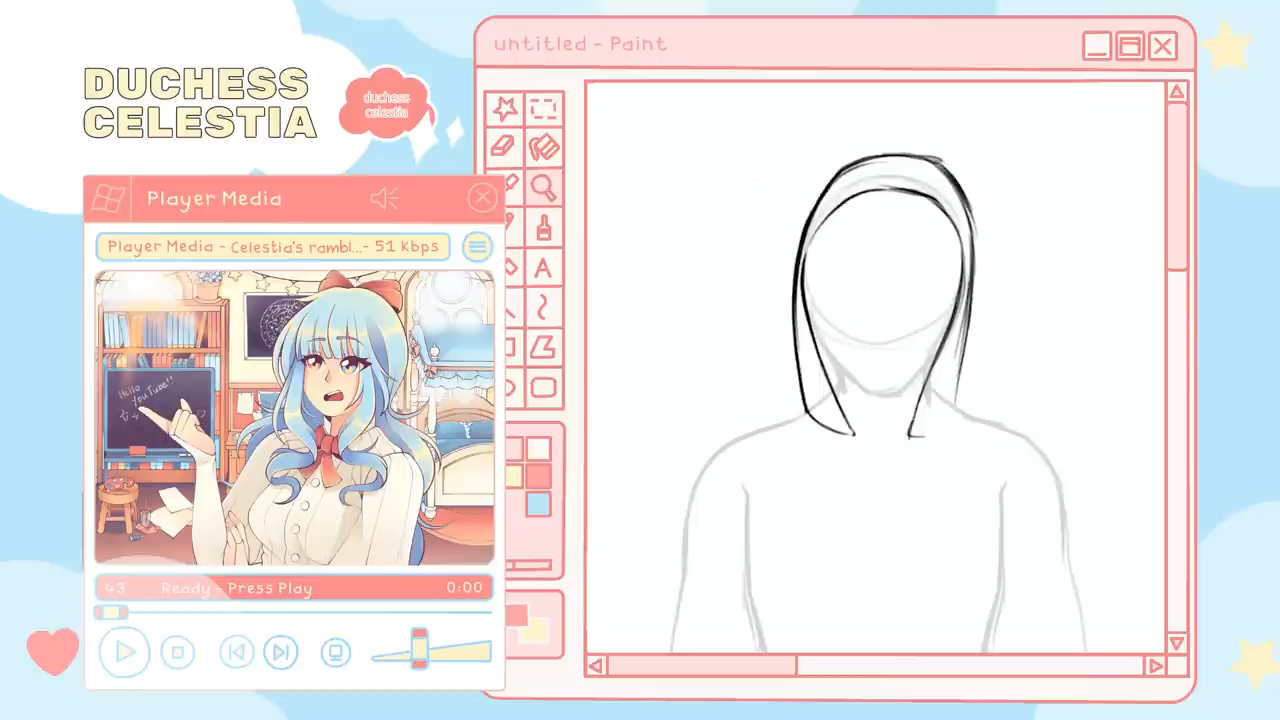 DUCHESS
CELESTIA
duchess
celestia
untitled - Paint
Player Media
Player Media - Celestia's rambl...- 51 Kbps
A
Hello
YouTube!!
43 Ready - Press Play 0:00